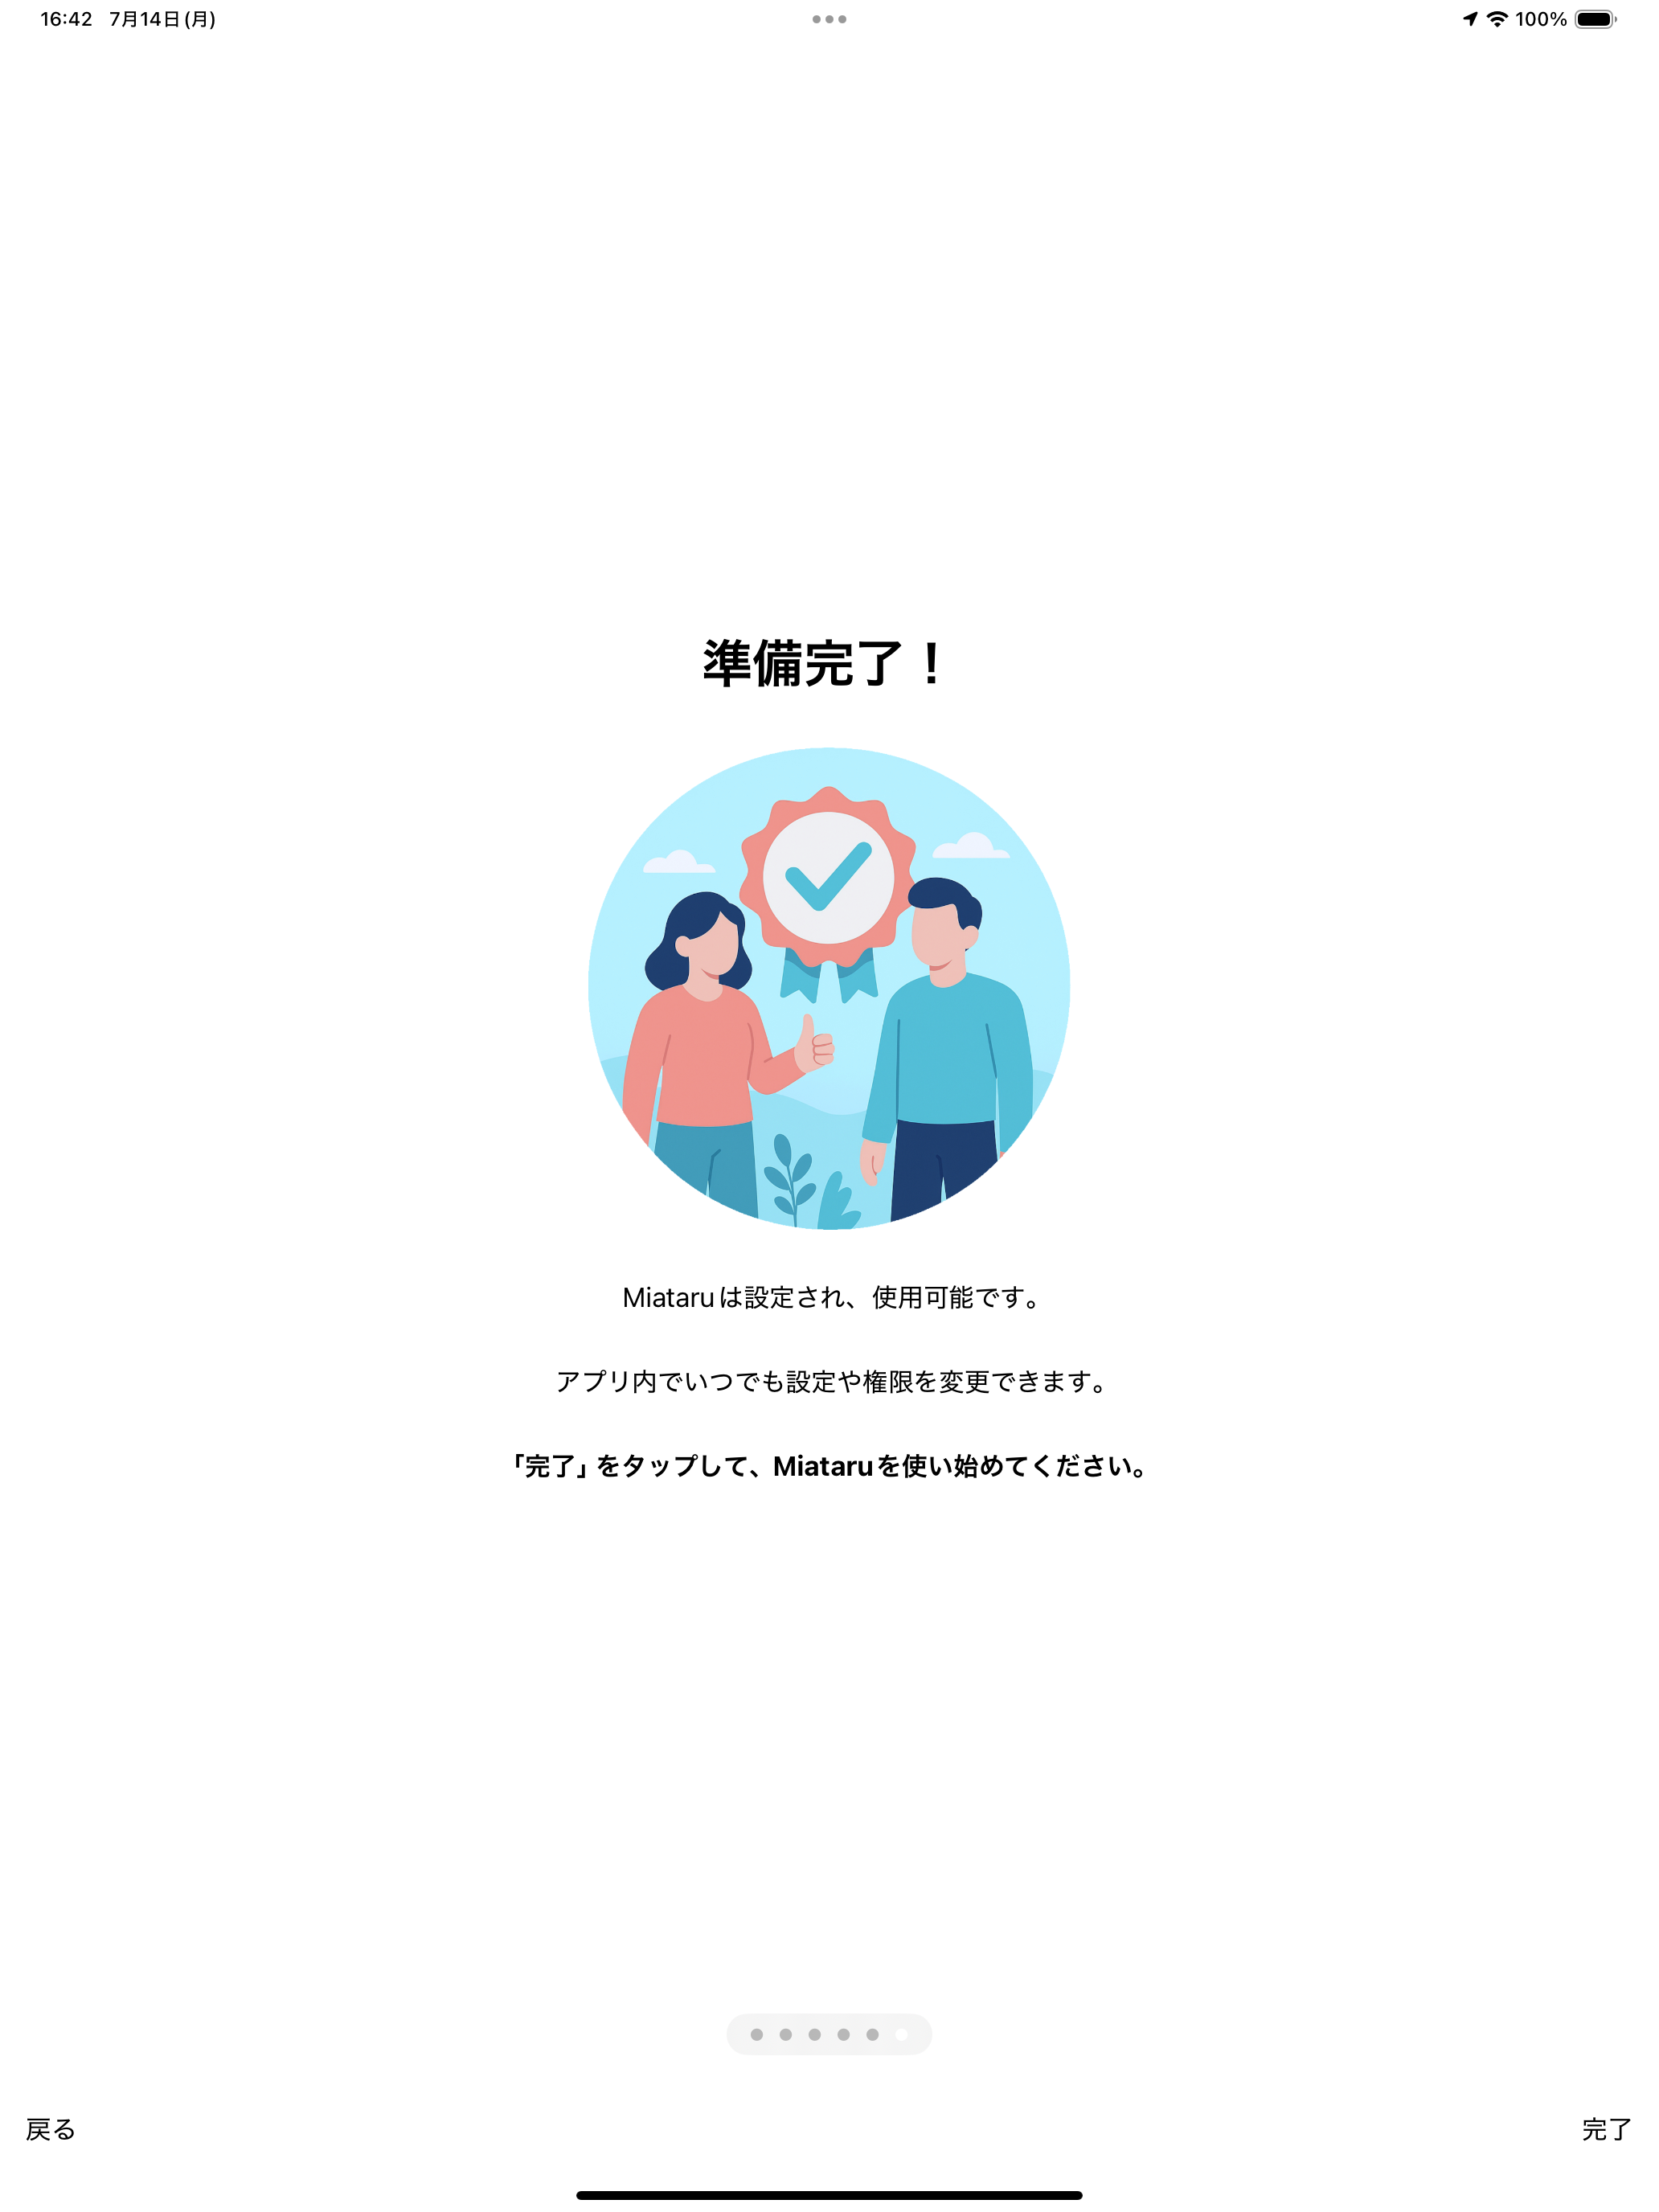 16:42 7月14日(月)
100%
準備完了！
Miataruは設定され、使用可能です。
アプリ内でいつでも設定や権限を変更できます。
「完了」をタップして、Miataruを使い始めてください。
戻る
完了